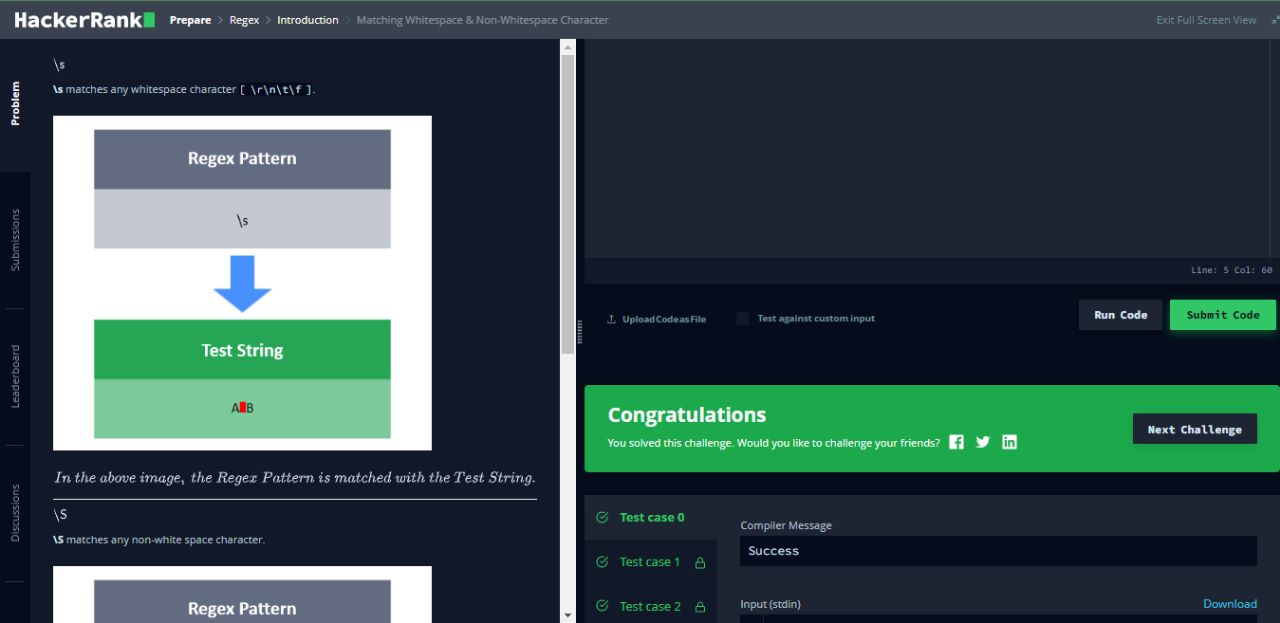 HackerRank Prepare > Regex > Introduction > Matching Whitespace & Non-Whitespace Character Exit Full Screen View
Problem
Submissions
Leaderboard
Discussions
\s
\s matches any whitespace character [ \r\n\t\f ].
Regex Pattern
\s
Test String
A B
In the above image, the Regex Pattern is matched with the Test String.
\S
\S matches any non-white space character.
Regex Pattern
Line: 5 Col: 60
Upload Code as File Test against custom input Run Code Submit Code
Congratulations
You solved this challenge. Would you like to challenge your friends?
Next Challenge
Test case 0
Test case 1
Test case 2
Compiler Message
Success
Input (stdin) Download